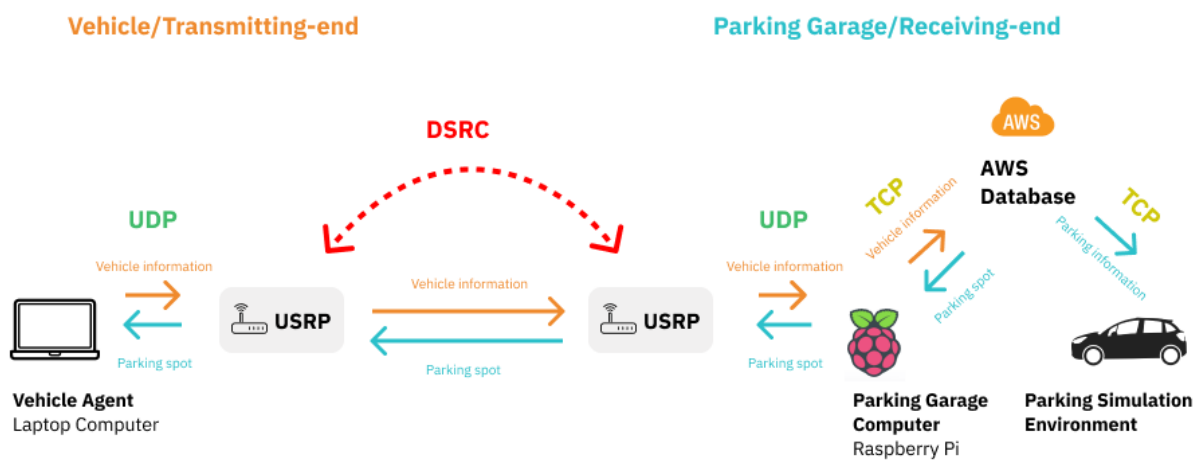 Vehicle/Transmitting-end
Parking Garage/Receiving-end
DSRC
AWS
AWS
Database
TCP
TCP
UDP
UDP
Vehicle information
Vehicle information
Vehicle information
Vehicle information
Parking information
Parking spot
USRP
USRP
Parking spot
Parking spot
Parking spot
Vehicle Agent
Laptop Computer
Parking Garage
Computer
Raspberry Pi
Parking Simulation
Environment